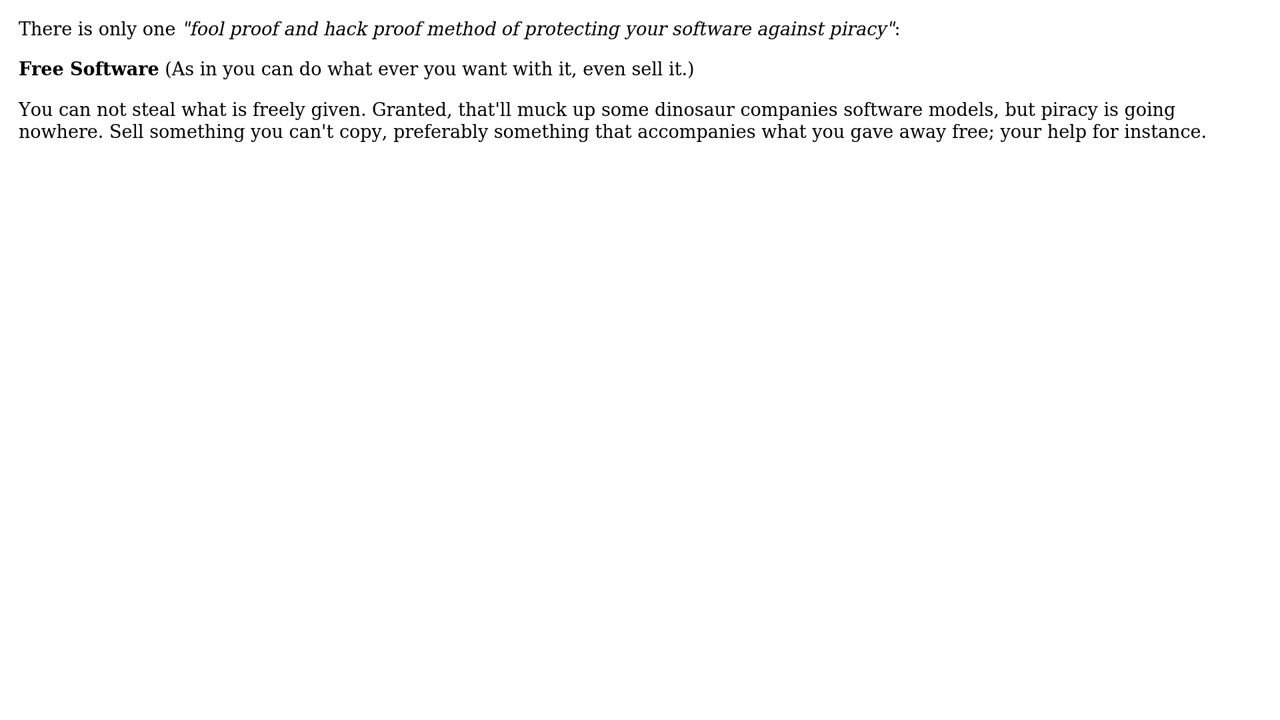 There is only one "fool proof and hack proof method of protecting your software against piracy":
Free Software (As in you can do what ever you want with it, even sell it.)
You can not steal what is freely given. Granted, that'll muck up some dinosaur companies software models, but piracy is going
nowhere. Sell something you can't copy, preferably something that accompanies what you gave away free; your help for instance.